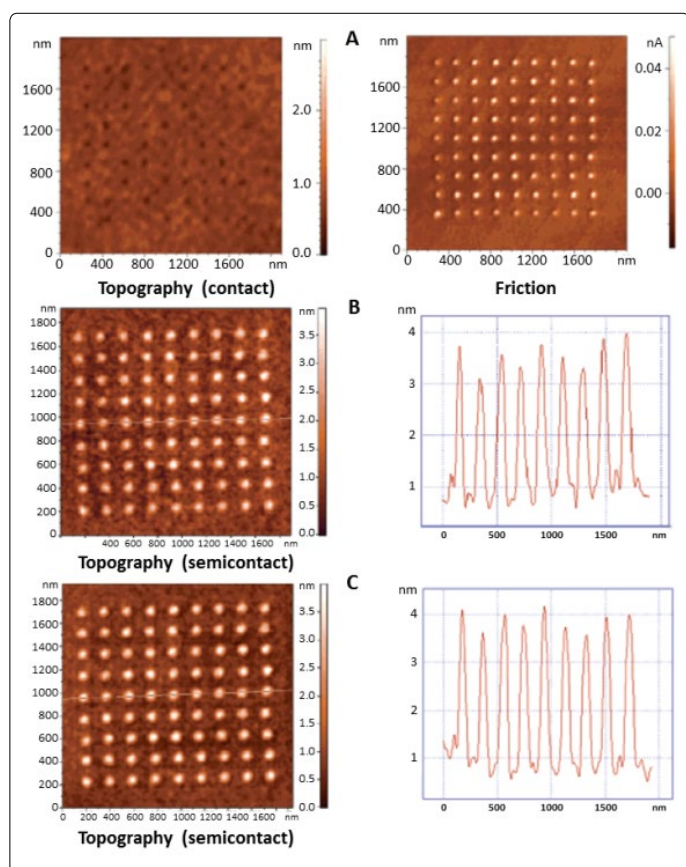 A
nm
1600
1200
800
400
0
0 400 800 1200 1600 nm
nm
2.0
1.0
0.0
Topography (contact)
nm
1600
1200
800
400
0
0 400 800 1200 1600 nm
nA
0.04
0.02
0.00
Friction
B
nm
1800
1600
1400
1200
1000
800
600
400
200
0
400 600 800 1000 1200 1400 1600 nm
nm
3.5
3.0
2.5
2.0
1.5
1.0
0.5
0.0
Topography (semicontact)
nm
4
3
2
1
0 500 1000 1500 nm
C
nm
1800
1600
1400
1200
1000
800
600
400
200
0
0 200 400 600 800 1000 1200 1400 1600 nm
nm
3.5
3.0
2.5
2.0
1.5
1.0
0.5
0.0
Topography (semicontact)
nm
4
3
2
1
0 500 1000 1500 nm